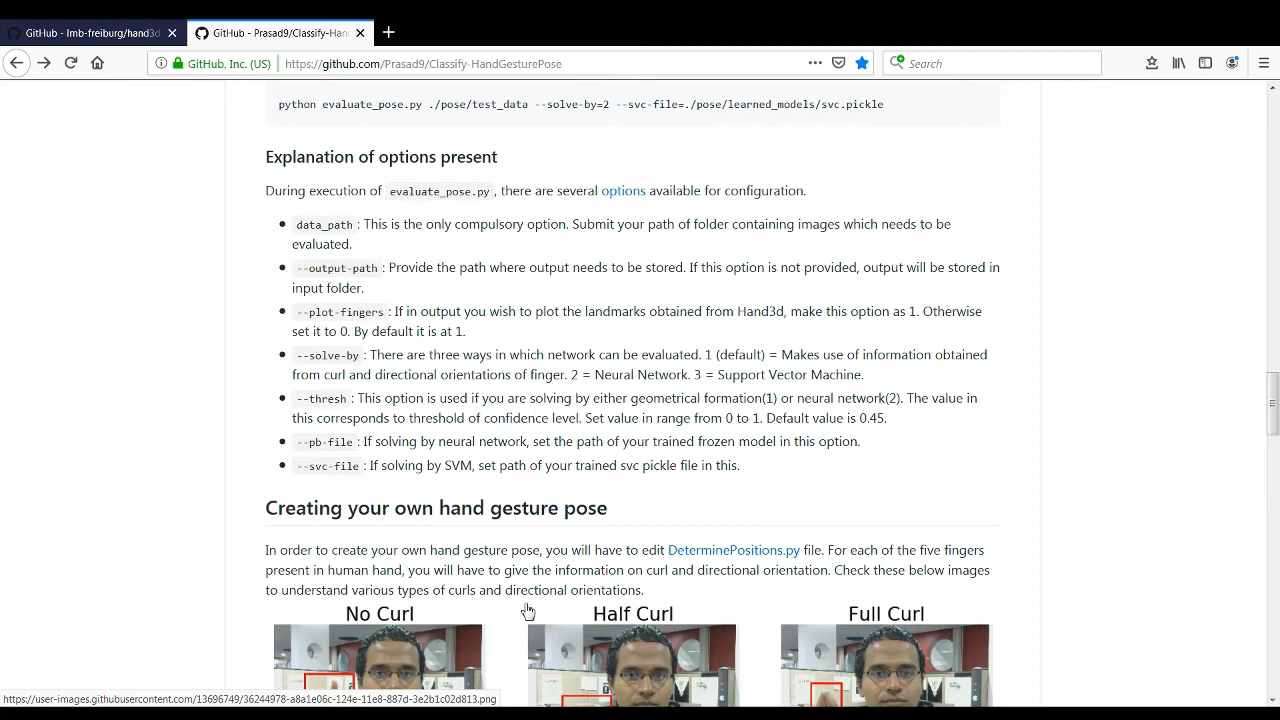 GitHub - lmb-freiburg/hand3d
GitHub - Prasad9/Classify-Han
GitHub, Inc. (US)
https://github.com/Prasad9/Classify-HandGesturePose
Search
python evaluate_pose.py ./pose/test_data --solve-by=2 --svc-file=./pose/learned_models/svc.pickle
Explanation of options present
During execution of evaluate_pose.py, there are several options available for configuration.
data_path : This is the only compulsory option. Submit your path of folder containing images which needs to be
evaluated.
--output-path : Provide the path where output needs to be stored. If this option is not provided, output will be stored in
input folder.
--plot-fingers : If in output you wish to plot the landmarks obtained from Hand3d, make this option as 1. Otherwise
set it to 0. By default it is at 1.
--solve-by : There are three ways in which network can be evaluated. 1 (default) = Makes use of information obtained
from curl and directional orientations of finger. 2 = Neural Network. 3 = Support Vector Machine.
--thresh : This option is used if you are solving by either geometrical formation(1) or neural network(2). The value in
this corresponds to threshold of confidence level. Set value in range from 0 to 1. Default value is 0.45.
--pb-file : If solving by neural network, set the path of your trained frozen model in this option.
--svc-file : If solving by SVM, set path of your trained svc pickle file in this.
Creating your own hand gesture pose
In order to create your own hand gesture pose, you will have to edit DeterminePositions.py file. For each of the five fingers
present in human hand, you will have to give the information on curl and directional orientation. Check these below images
to understand various types of curls and directional orientations.
No Curl Half Curl Full Curl
https://user-images.githubusercontent.com/13696749/36244978-a8a1e06c-124e-11e8-887d-3e2b1c02d813.png